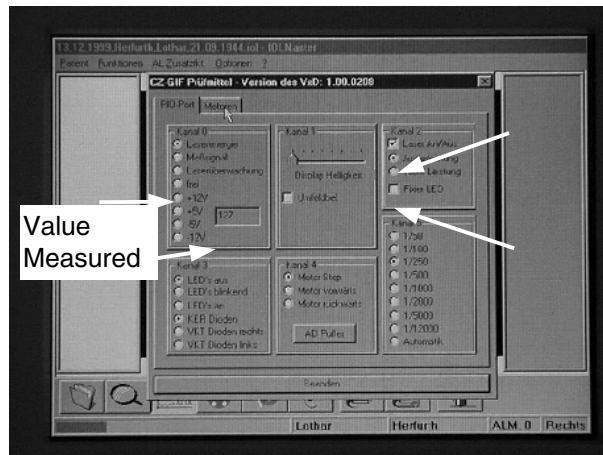 13.12.1999,Herfurth,Lothar,21.09.1944.iol - IOLMaster
Patient Funktionen AL Zusatzkt. Optionen ?
CZ GIF Prüfmittel - Version des VxD: 1.00.0208
PIO-Port Motoren
Kanal 0
Laserenergie
Meßsignal
Laserüberwachung
frei
+12V
+5V
-5V
-12V
127
Kanal 1
Display Helligkeit
Umfeldbel
Kanal 2
Laser An/Aus
Leistung
Fixier LED
Value
Measured
Kanal 3
LED's aus
LED's blinkend
LED's an
KER Dioden
VKT Dioden rechts
VKT Dioden links
Kanal 4
Motor Stop
Motor vorwärts
Motor rückwärts
AD Puffer
1/50
1/100
1/250
1/500
1/1000
1/2000
1/5000
1/12000
Automatik
Beenden
Lothar Herfurth ALM, 0 Rechts